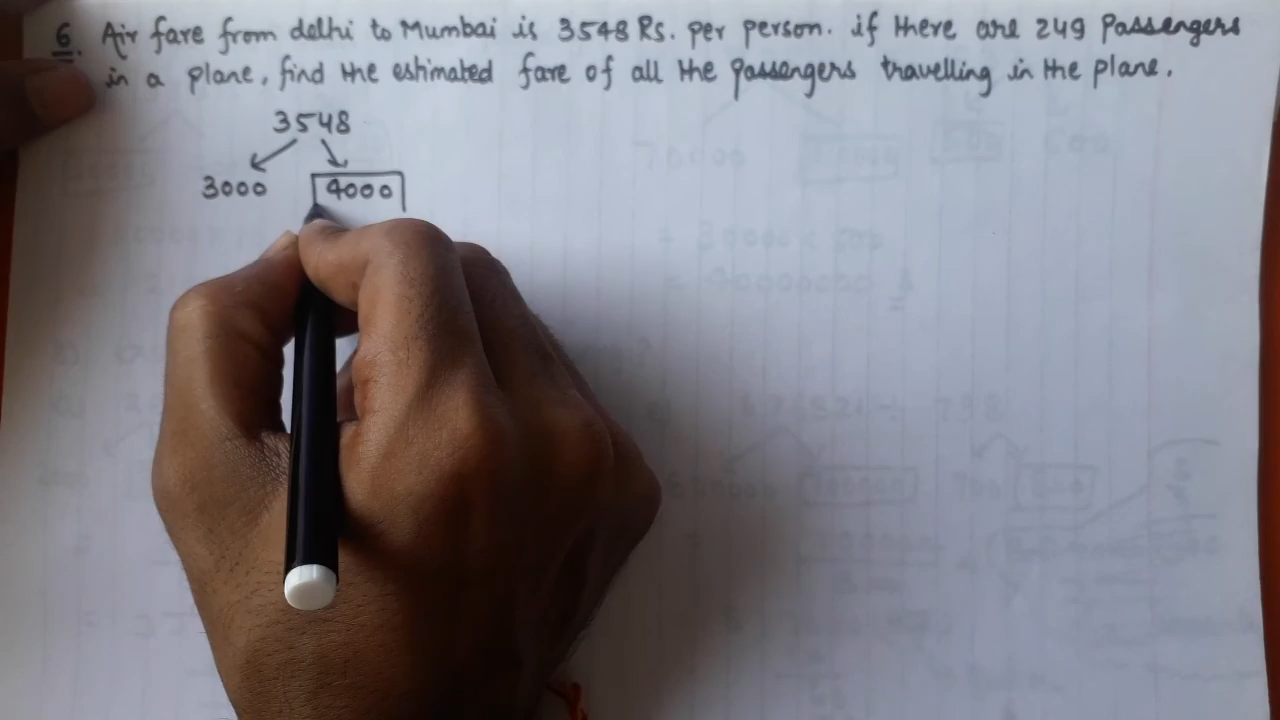 6. Air fare from delhi to Mumbai is 3548 Rs. per person. if there are 249 Passengers
in a plane, find the estimated fare of all the passengers travelling in the plane.
3548
3000 4000